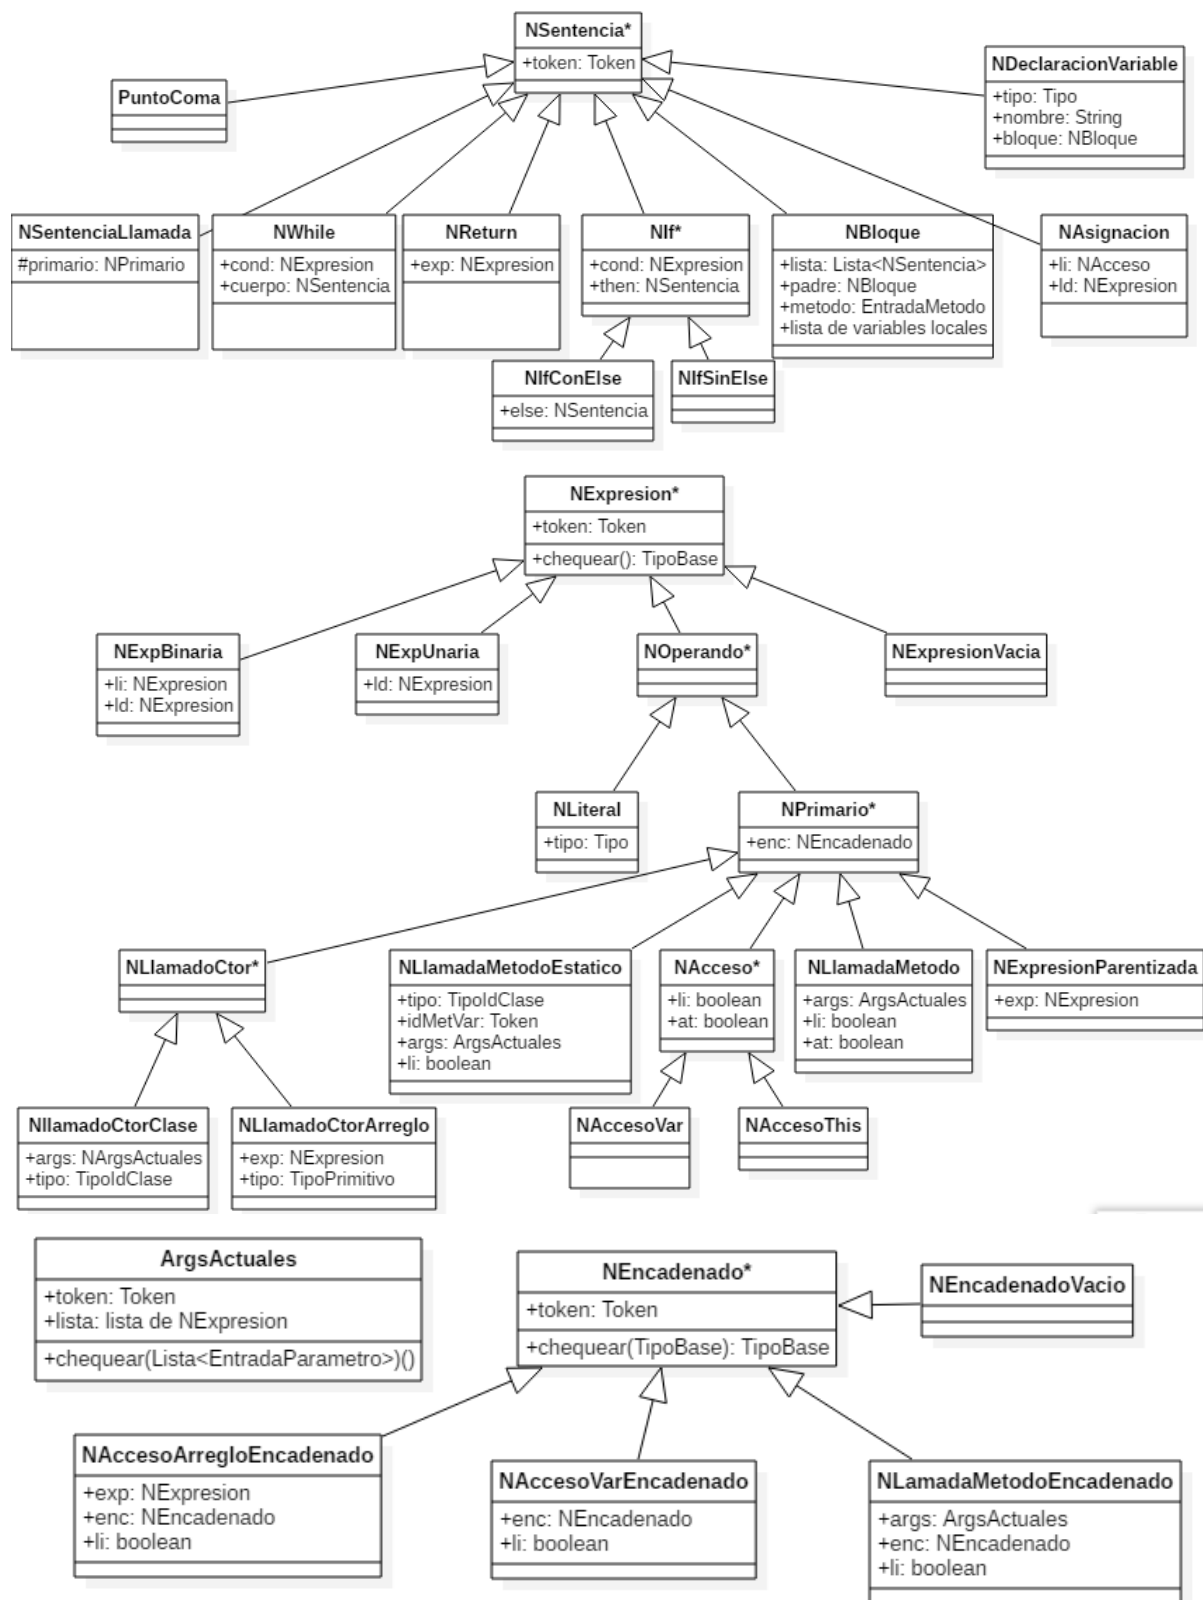 NSentencia*
+token: Token
PuntoComa
NDeclaracionVariable
+tipo: Tipo
+nombre: String
+bloque: NBloque
NSentenciaLlamada
#primario: NPrimario
NWhile
+cond: NExpresion
+cuerpo: NSentencia
NReturn
+exp: NExpresion
NIf*
+cond: NExpresion
+then: NSentencia
NBloque
+lista: Lista<NSentencia>
+padre: NBloque
+metodo: EntradaMetodo
+lista de variables locales
NAsignacion
+li: NAcceso
+ld: NExpresion
NIfConElse
+else: NSentencia
NIfSinElse
NExpresion*
+token: Token
+chequear(): TipoBase
NExpBinaria
+li: NExpresion
+ld: NExpresion
NExpUnaria
+ld: NExpresion
NOperando*
NExpresionVacia
NLiteral
+tipo: Tipo
NPrimario*
+enc: NEncadenado
NLlamadoCtor*
NLlamadaMetodoEstatico
+tipo: TipoIdClase
+idMetVar: Token
+args: ArgsActuales
+li: boolean
NAcceso*
+li: boolean
+at: boolean
NLlamadaMetodo
+args: ArgsActuales
+li: boolean
+at: boolean
NExpresionParentizada
+exp: NExpresion
NllamadoCtorClase
+args: NArgsActuales
+tipo: TipoIdClase
NLlamadoCtorArreglo
+exp: NExpresion
+tipo: TipoPrimitivo
NAccesoVar
NAccesoThis
ArgsActuales
+token: Token
+lista: lista de NExpresion
+chequear(Lista<EntradaParametro>)()
NEncadenado*
+token: Token
+chequear(TipoBase): TipoBase
NEncadenadoVacio
NAccesoArregloEncadenado
+exp: NExpresion
+enc: NEncadenado
+li: boolean
NAccesoVarEncadenado
+enc: NEncadenado
+li: boolean
NLamadaMetodoEncadenado
+args: ArgsActuales
+enc: NEncadenado
+li: boolean